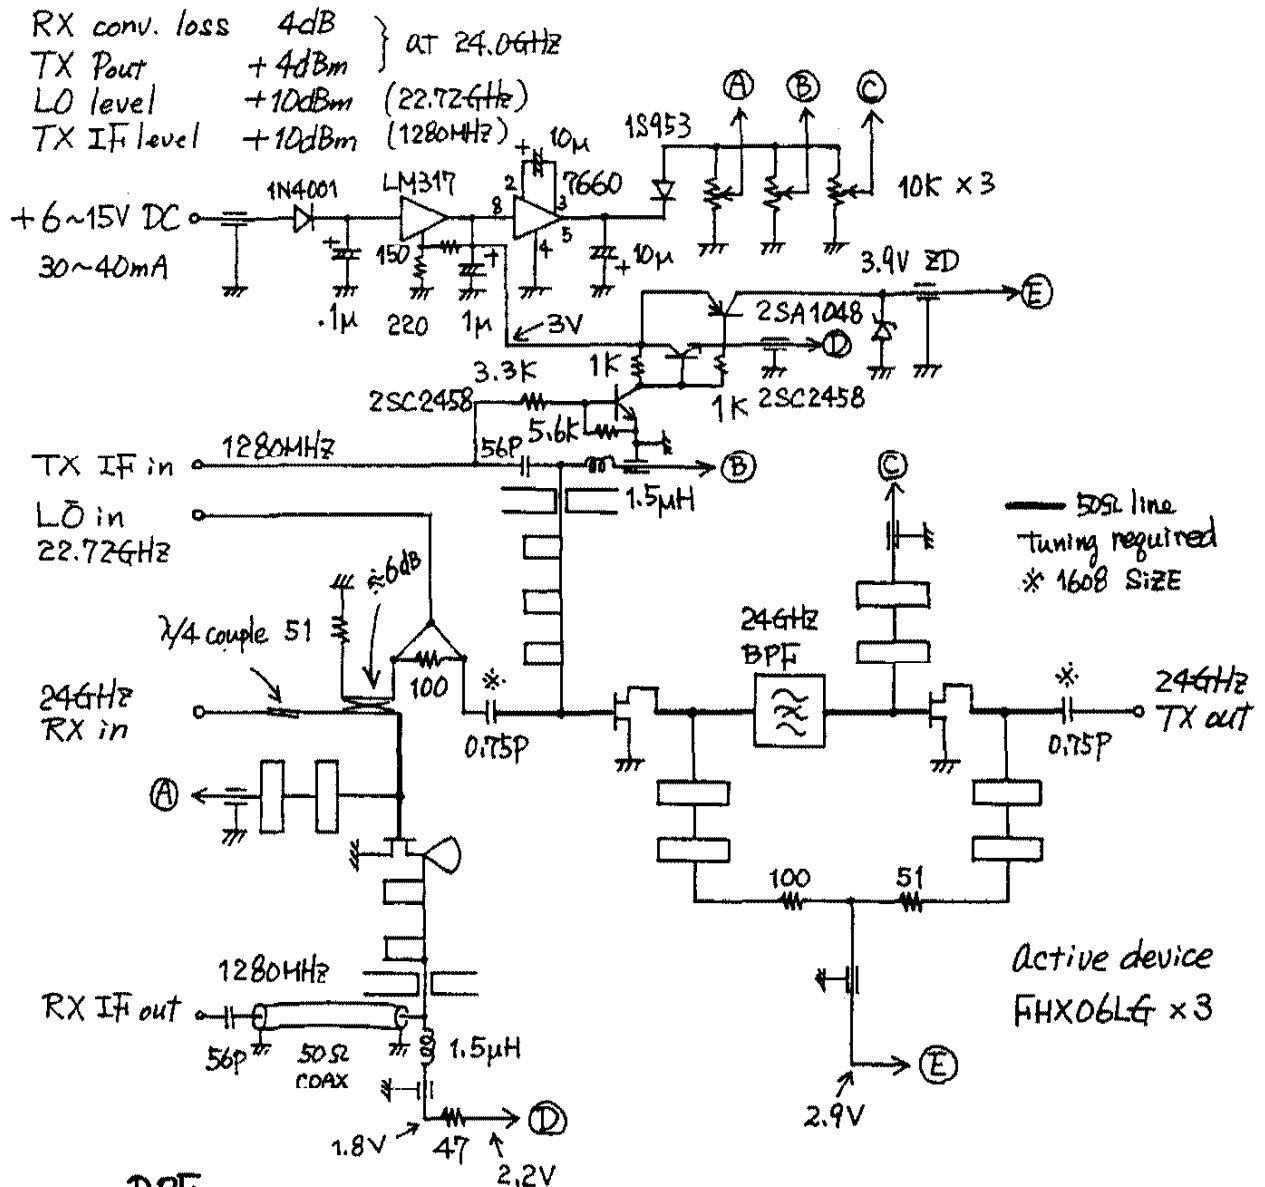 RX conv. loss 4dB
TX Pout +4dBm
} at 24.0GHz
LO level +10dBm (22.72GHz)
TX IF level +10dBm (1280MHz)
A B C
1S953
10μ
+
1N4001 LM317 7660
2 8 3 5 4
10K ×3
+6~15V DC
30~40mA
+
.1μ
150
220
+
1μ
+ 10μ
3.9V ZD
E
3V
2SA1048
D
3.3K 1K
2SC2458
1K 2SC2458
5.6K
TX IF in 1280MHz
56P
B
1.5μH
C
LO in
22.72GHz
50Ω line
Tuning required
※ 1608 SiZE
≈6dB
λ/4 couple 51
100
※
0.75P
24GHz
RX in
24GHz
BPF
※
0.75P
24GHz
TX out
A
100 51
1280MHz
RX IF out
56P
50Ω
COAX
1.5μH
Active device
FHX06LG ×3
E
2.9V
D
1.8V 47
2.2V
BPF